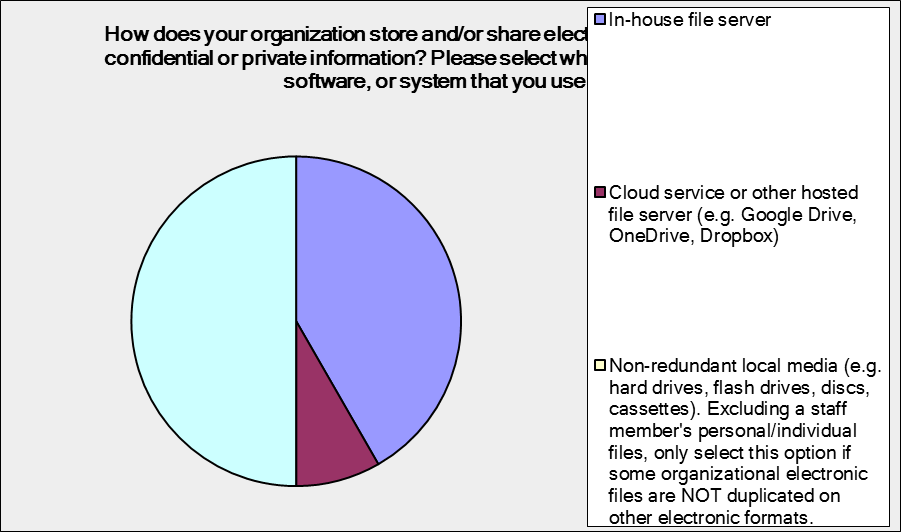 How does your organization store and/or share elec
confidential or private information? Please select wh
software, or system that you use
In-house file server
Cloud service or other hosted
file server (e.g. Google Drive,
OneDrive, Dropbox)
Non-redundant local media (e.g.
hard drives, flash drives, discs,
cassettes). Excluding a staff
member's personal/individual
files, only select this option if
some organizational electronic
files are NOT duplicated on
other electronic formats.